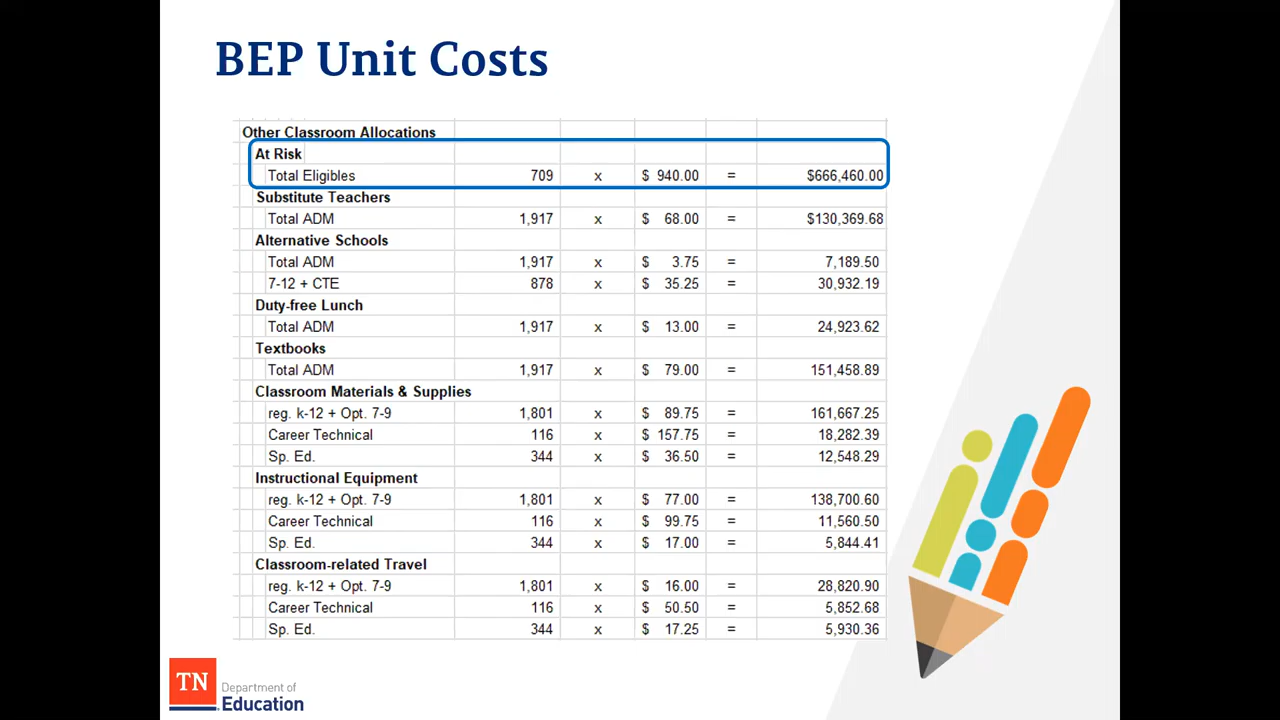 BEP Unit Costs
Other Classroom Allocations
At Risk
Total Eligibles 709 x $ 940.00 = $666,460.00
Substitute Teachers
Total ADM 1,917 x $ 68.00 = $130,369.68
Alternative Schools
Total ADM 1,917 x $ 3.75 = 7,189.50
7-12 + CTE 878 x $ 35.25 = 30,932.19
Duty-free Lunch
Total ADM 1,917 x $ 13.00 = 24,923.62
Textbooks
Total ADM 1,917 x $ 79.00 = 151,458.89
Classroom Materials & Supplies
reg. k-12 + Opt. 7-9 1,801 x $ 89.75 = 161,667.25
Career Technical 116 x $ 157.75 = 18,282.39
Sp. Ed. 344 x $ 36.50 = 12,548.29
Instructional Equipment
reg. k-12 + Opt. 7-9 1,801 x $ 77.00 = 138,700.60
Career Technical 116 x $ 99.75 = 11,560.50
Sp. Ed. 344 x $ 17.00 = 5,844.41
Classroom-related Travel
reg. k-12 + Opt. 7-9 1,801 x $ 16.00 = 28,820.90
Career Technical 116 x $ 50.50 = 5,852.68
Sp. Ed. 344 x $ 17.25 = 5,930.36
TN
Department of
Education